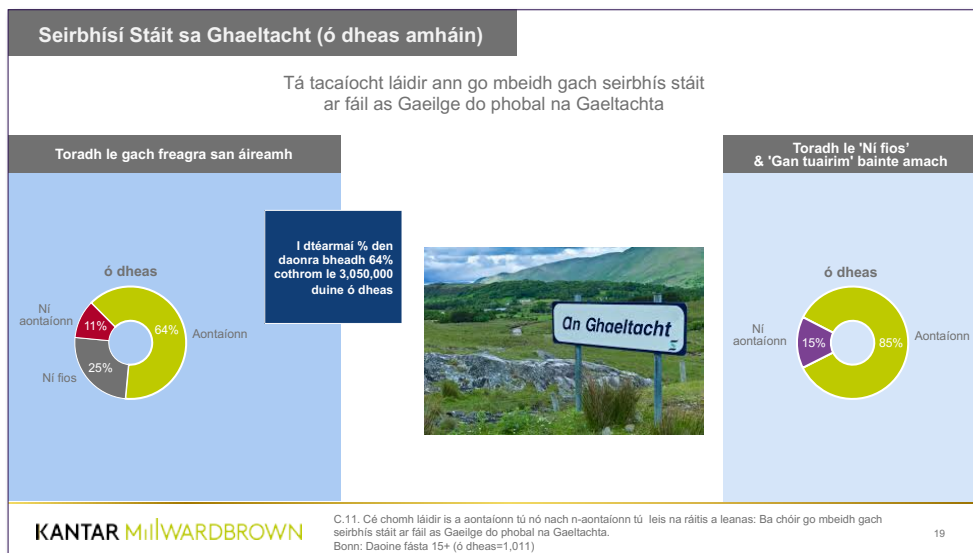 Seirbhísí Stáit sa Ghaeltacht (ó dheas amháin)
Tá tacaíocht láidir ann go mbeidh gach seirbhís stáit
ar fáil as Gaeilge do phobal na Gaeltachta
Toradh le gach freagra san áireamh
ó dheas
Ní
aontaíonn
11%
64%
Aontaíonn
25%
Ní fios
I dtéarmaí % den
daonra bheadh 64%
cothrom le 3,050,000
duine ó dheas
An Ghaeltacht
Toradh le 'Ní fios’
& 'Gan tuairim' bainte amach
ó dheas
Ní
aontaíonn
15%
85%
Aontaíonn
KANTAR MillWARDBROWN
C.11. Cé chomh láidir is a aontaíonn tú nó nach n-aontaíonn tú leis na ráitis a leanas: Ba chóir go mbeidh gach
seirbhís stáit ar fáil as Gaeilge do phobal na Gaeltachta.
Bonn: Daoine fásta 15+ (ó dheas=1,011)
19